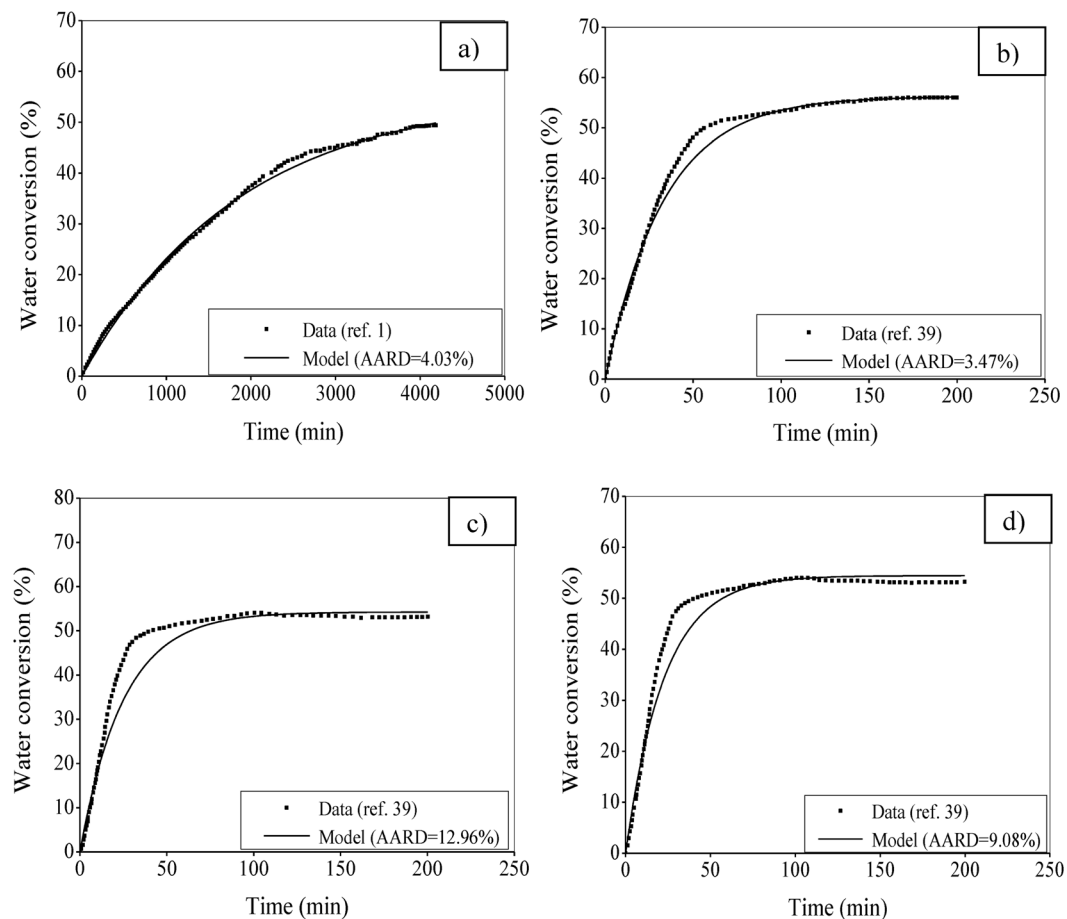 a)
70
60
50
40
30
20
10
0
Water conversion (%)
Data (ref. 1)
Model (AARD=4.03%)
0 1000 2000 3000 4000 5000
Time (min)
b)
70
60
50
40
30
20
10
0
Water conversion (%)
Data (ref. 39)
Model (AARD=3.47%)
0 50 100 150 200 250
Time (min)
c)
80
70
60
50
40
30
20
10
0
Water conversion (%)
Data (ref. 39)
Model (AARD=12.96%)
0 50 100 150 200 250
Time (min)
d)
70
60
50
40
30
20
10
0
Water conversion (%)
Data (ref. 39)
Model (AARD=9.08%)
0 50 100 150 200 250
Time (min)